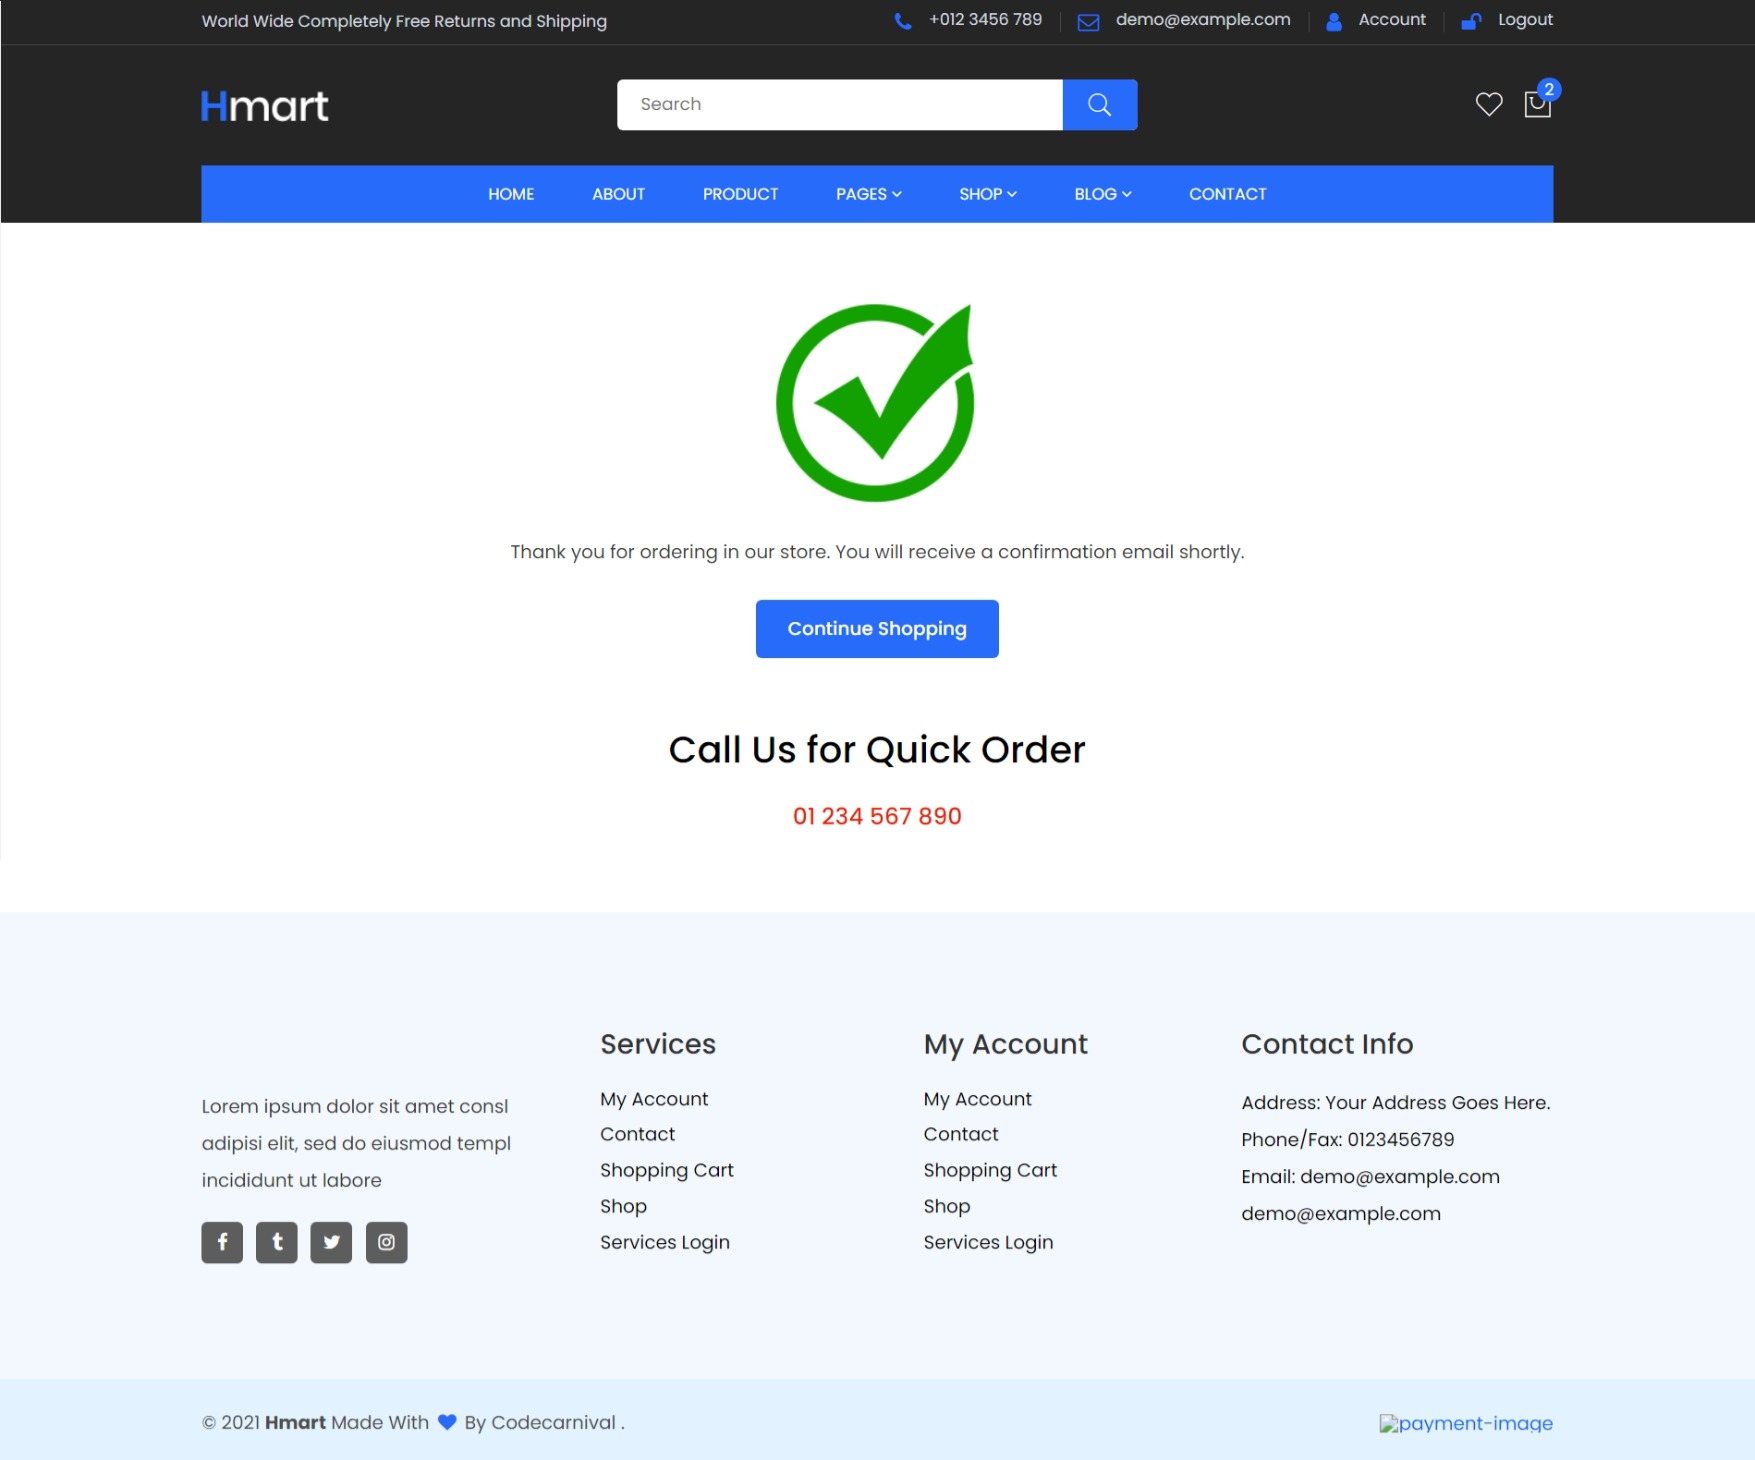 World Wide Completely Free Returns and Shipping
+012 3456 789
demo@example.com
Account
Logout
Hmart
Search
2
HOME
ABOUT
PRODUCT
PAGES
SHOP
BLOG
CONTACT
Thank you for ordering in our store. You will receive a confirmation email shortly.
Continue Shopping
Call Us for Quick Order
01 234 567 890
Lorem ipsum dolor sit amet consl
adipisi elit, sed do eiusmod templ
incididunt ut labore
Services
My Account
Contact
Shopping Cart
Shop
Services Login
My Account
My Account
Contact
Shopping Cart
Shop
Services Login
Contact Info
Address: Your Address Goes Here.
Phone/Fax: 0123456789
Email: demo@example.com
demo@example.com
© 2021 Hmart Made With By Codecarnival .
payment-image